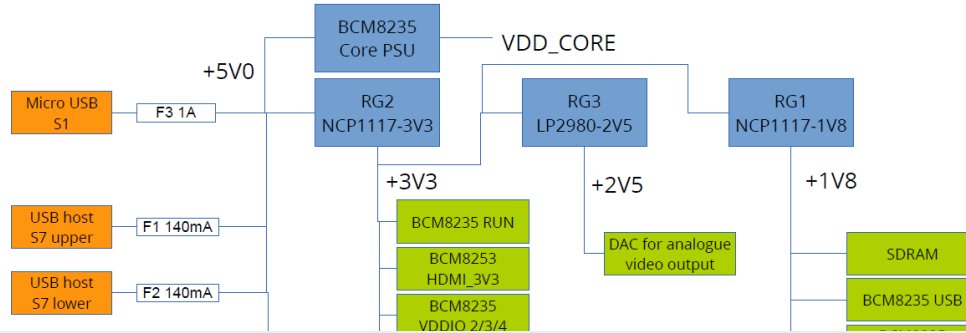 BCM8235
Core PSU
VDD_CORE
+5V0
Micro USB
S1
F3 1A
RG2
NCP1117-3V3
RG3
LP2980-2V5
RG1
NCP1117-1V8
+3V3
+2V5
+1V8
USB host
S7 upper
F1 140mA
BCM8235 RUN
DAC for analogue
video output
SDRAM
BCM8253
HDMI_3V3
USB host
S7 lower
F2 140mA
BCM8235
VDDIO 2/3/4
BCM8235 USB